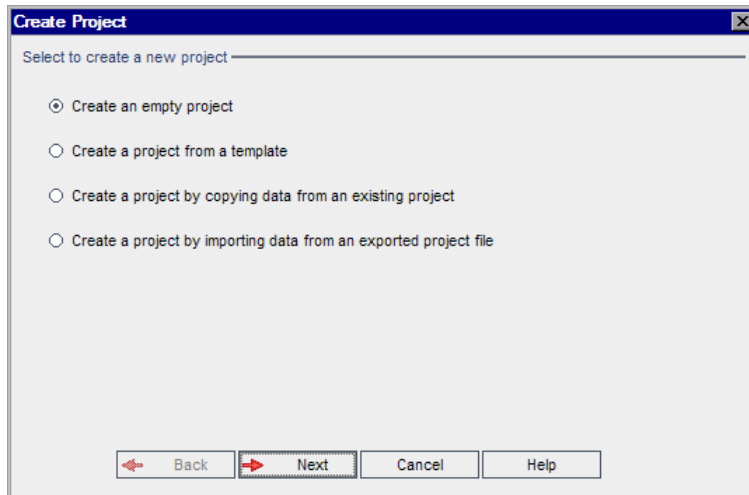 Create Project
Select to create a new project
Create an empty project
Create a project from a template
Create a project by copying data from an existing project
Create a project by importing data from an exported project file
Back Next Cancel Help